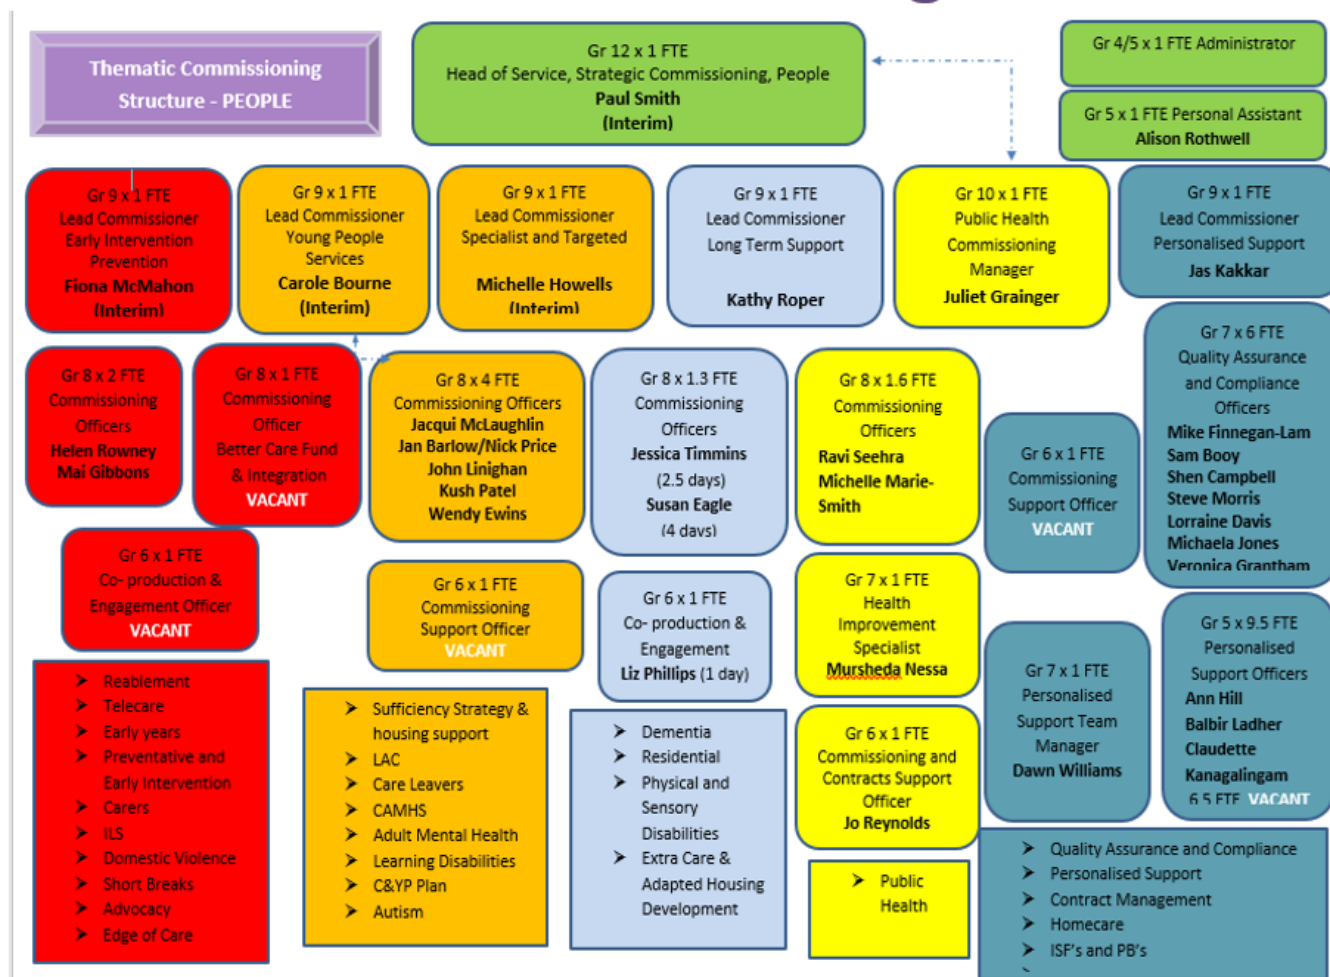 Thematic Commissioning
Structure - PEOPLE
Gr 12 x 1 FTE
Head of Service, Strategic Commissioning, People
Paul Smith
(Interim)
Gr 4/5 x 1 FTE Administrator
Gr 5 x 1 FTE Personal Assistant
Alison Rothwell
Gr 9 x 1 FTE
Lead Commissioner
Early Intervention
Prevention
Fiona McMahon
(Interim)
Gr 9 x 1 FTE
Lead Commissioner
Young People
Services
Carole Bourne
(Interim)
Gr 9 x 1 FTE
Lead Commissioner
Specialist and Targeted
Michelle Howells
(Interim)
Gr 9 x 1 FTE
Lead Commissioner
Long Term Support
Kathy Roper
Gr 10 x 1 FTE
Public Health
Commissioning
Manager
Juliet Grainger
Gr 9 x 1 FTE
Lead Commissioner
Personalised Support
Jas Kakkar
Gr 8 x 2 FTE
Commissioning
Officers
Helen Rowney
Mai Gibbons
Gr 8 x 1 FTE
Commissioning
Officer
Better Care Fund
& Integration
VACANT
Gr 8 x 4 FTE
Commissioning Officers
Jacqui McLaughlin
Jan Barlow/Nick Price
John Linighan
Kush Patel
Wendy Ewins
Gr 8 x 1.3 FTE
Commissioning
Officers
Jessica Timmins
(2.5 days)
Susan Eagle
(4 days)
Gr 8 x 1.6 FTE
Commissioning
Officers
Ravi Seehra
Michelle Marie-
Smith
Gr 6 x 1 FTE
Commissioning
Support Officer
VACANT
Gr 7 x 6 FTE
Quality Assurance
and Compliance
Officers
Mike Finnegan-Lam
Sam Booy
Shen Campbell
Steve Morris
Lorraine Davis
Michaela Jones
Veronica Grantham
Gr 6 x 1 FTE
Co- production &
Engagement Officer
VACANT
Gr 6 x 1 FTE
Commissioning
Support Officer
VACANT
Gr 6 x 1 FTE
Co- production &
Engagement
Liz Phillips (1 day)
Gr 7 x 1 FTE
Health
Improvement
Specialist
Mursheda Nessa
Gr 7 x 1 FTE
Personalised
Support Team
Manager
Dawn Williams
Gr 5 x 9.5 FTE
Personalised
Support Officers
Ann Hill
Balbir Ladher
Claudette
Kanagalingam
6.5 FTE VACANT
Gr 6 x 1 FTE
Commissioning and
Contracts Support
Officer
Jo Reynolds
➢ Reablement
➢ Telecare
➢ Early years
➢ Preventative and
Early Intervention
➢ Carers
➢ ILS
➢ Domestic Violence
➢ Short Breaks
➢ Advocacy
➢ Edge of Care
➢ Sufficiency Strategy &
housing support
➢ LAC
➢ Care Leavers
➢ CAMHS
➢ Adult Mental Health
➢ Learning Disabilities
➢ C&YP Plan
➢ Autism
➢ Dementia
➢ Residential
➢ Physical and
Sensory
Disabilities
➢ Extra Care &
Adapted Housing
Development
➢ Public
Health
➢ Quality Assurance and Compliance
➢ Personalised Support
➢ Contract Management
➢ Homecare
➢ ISF's and PB's